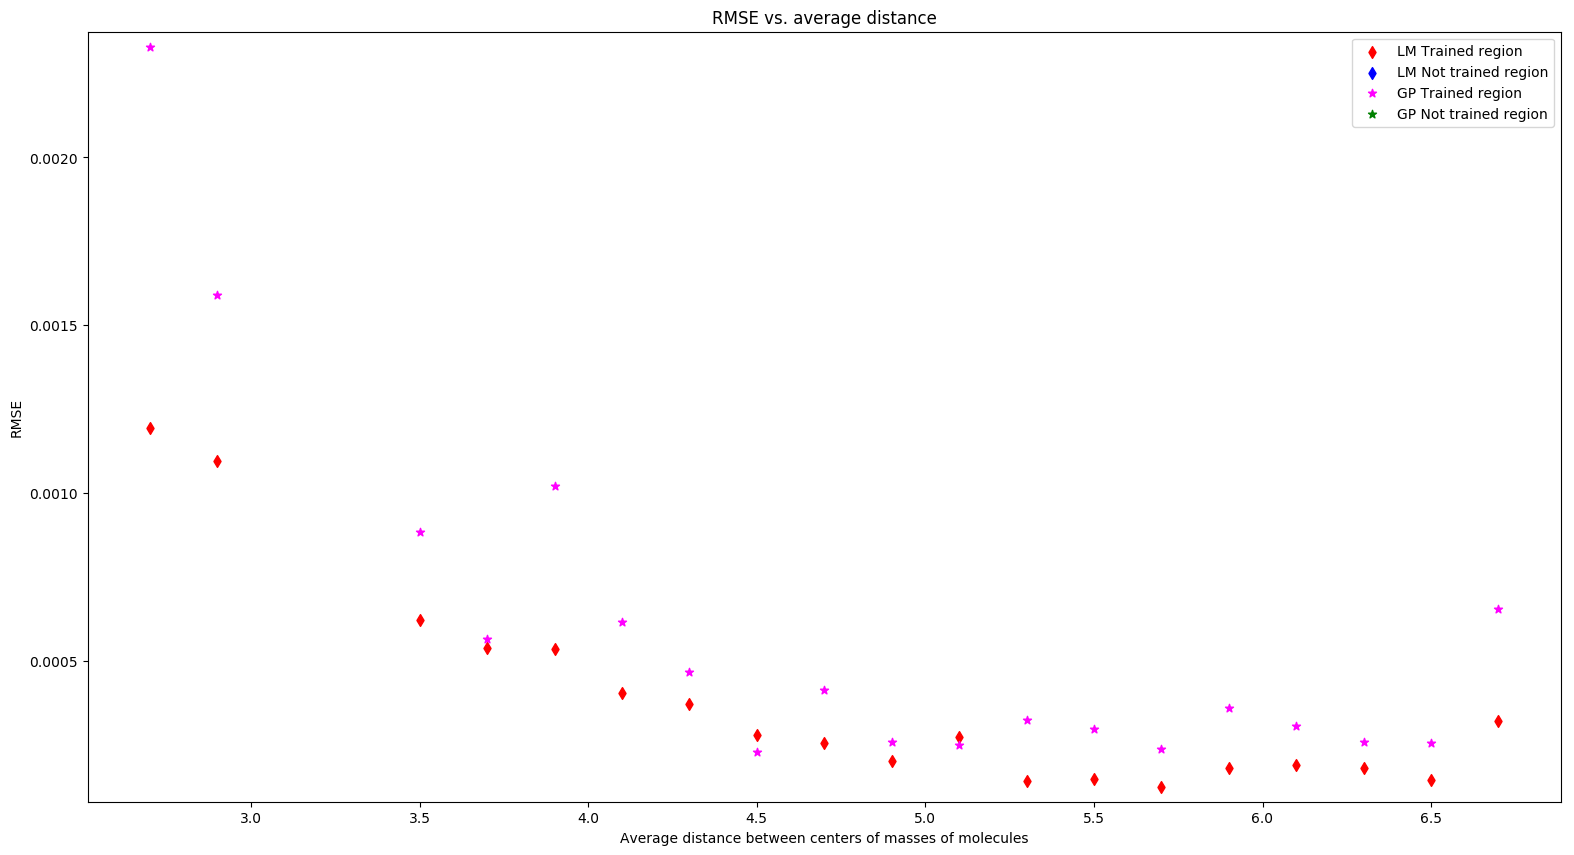 RMSE vs. average distance
LM Trained region
LM Not trained region
GP Trained region
GP Not trained region
RMSE
0.0020
0.0015
0.0010
0.0005
3.0
3.5
4.0
4.5
5.0
5.5
6.0
6.5
Average distance between centers of masses of molecules